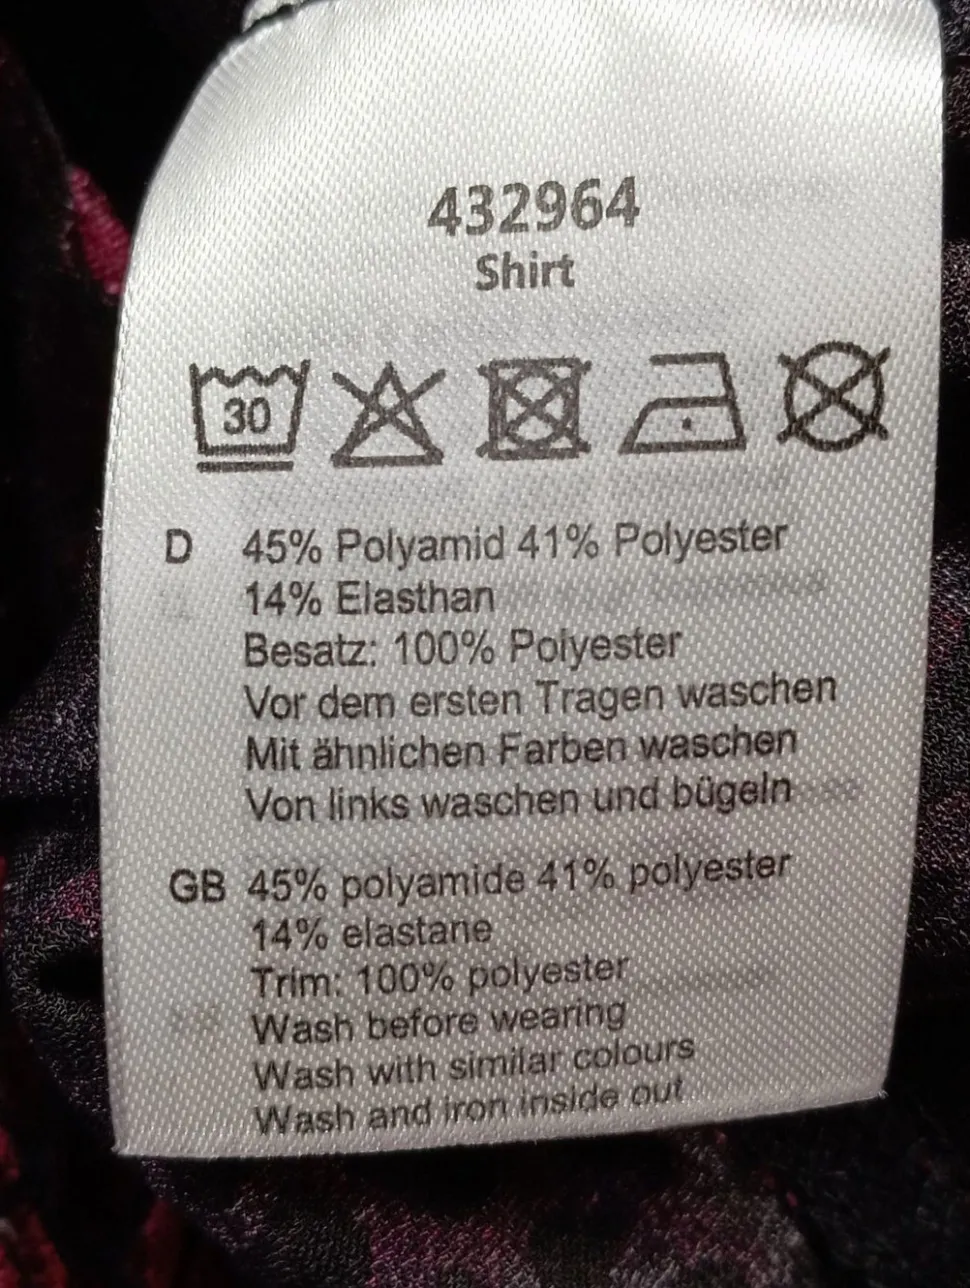 432964
Shirt
30
D 45% Polyamid 41% Polyester
14% Elasthan
Besatz: 100% Polyester
Vor dem ersten Tragen waschen
Mit ähnlichen Farben waschen
Von links waschen und bügeln
GB 45% polyamide 41% polyester
14% elastane
Trim: 100% polyester
Wash before wearing
Wash with similar colours
Wash and iron inside out